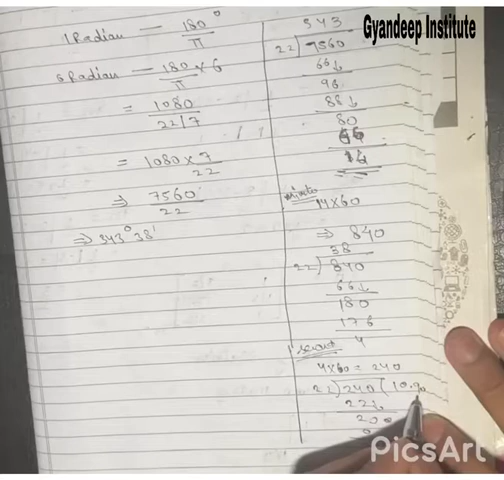 Gyandeep Institute
1 Radian — 180°/π
6 Radian — 180 × 6/π
= 1080/22/7
= 1080 × 7/22
⇒ 7560/22
⇒ 343° 38'
343
22) 7560
66↓
96
88↓
80
66
14
14×60
⇒ 840
38
22) 840
66↓
180
176
4
4×60 = 240
22) 240 (10.90
22↓
200
PicsArt